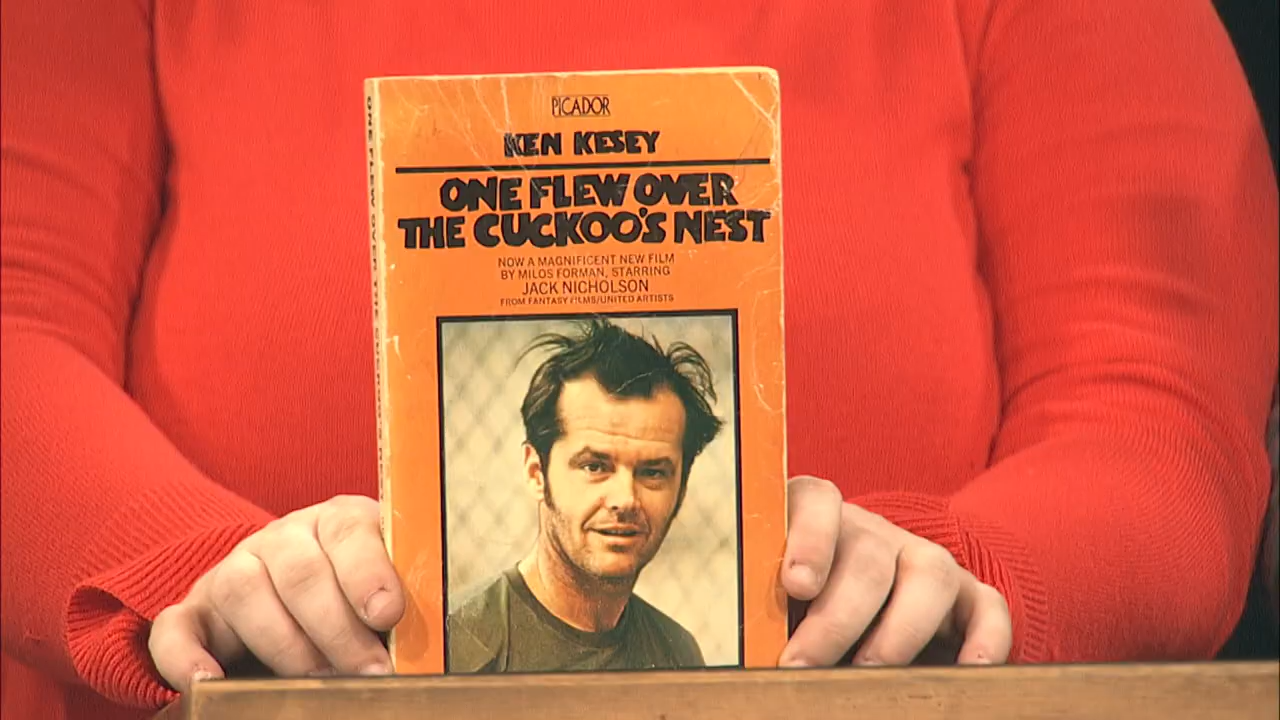 PICADOR
KEN KESEY
ONE FLEW OVER
THE CUCKOO'S NEST
NOW A MAGNIFICENT NEW FILM
BY MILOS FORMAN, STARRING
JACK NICHOLSON
FROM FANTASY FILMS/UNITED ARTISTS
ONE FLEW OVER THE CUCKOO'S NEST